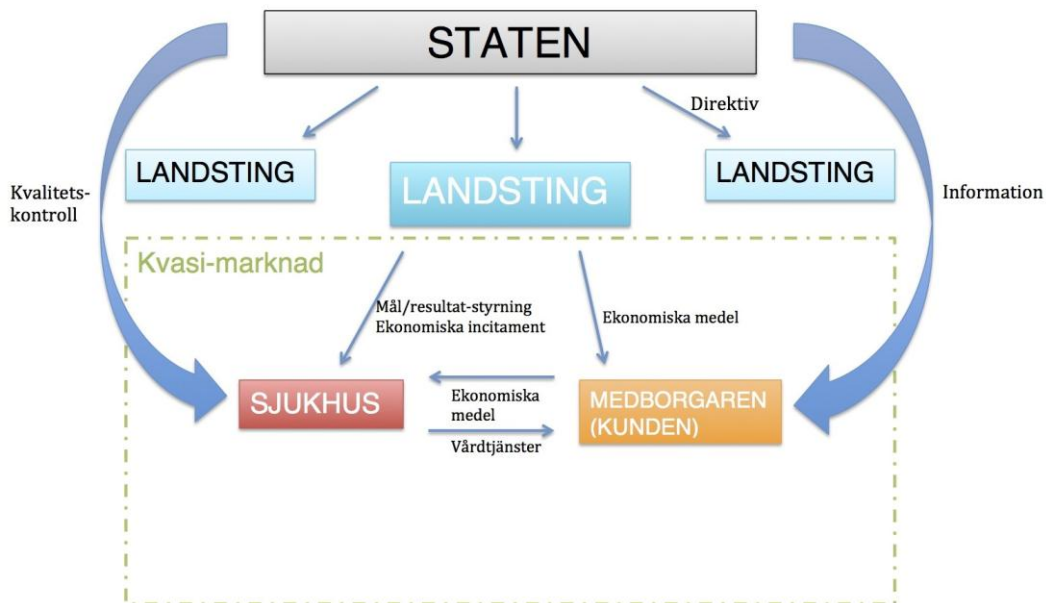 STATEN
Direktiv
LANDSTING
LANDSTING
LANDSTING
Kvalitets-
kontroll
Information
Kvasi-marknad
Mål/resultat-styrning
Ekonomiska incitament
Ekonomiska medel
SJUKHUS
Ekonomiska
medel
Vårdtjänster
MEDBORGAREN
(KUNDEN)